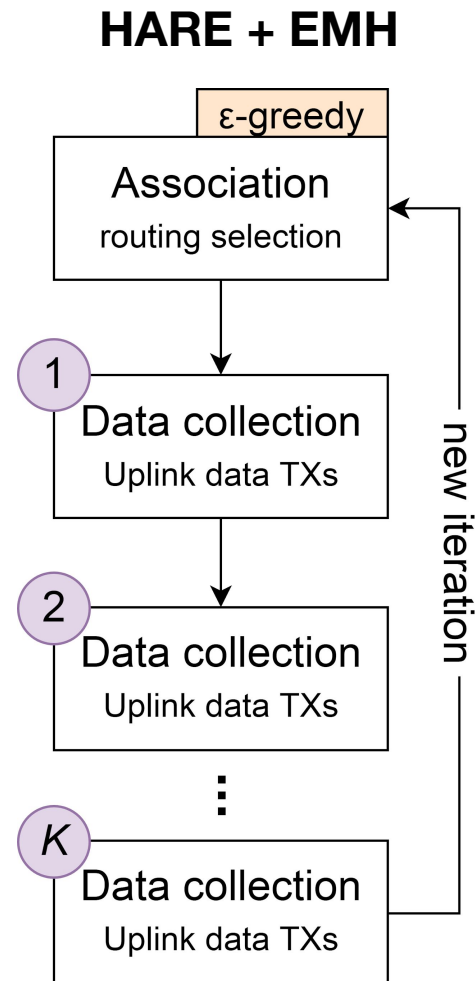 HARE + EMH
ε-greedy
Association
routing selection
1
Data collection
Uplink data TXs
2
Data collection
Uplink data TXs
⋮
K
Data collection
Uplink data TXs
new iteration